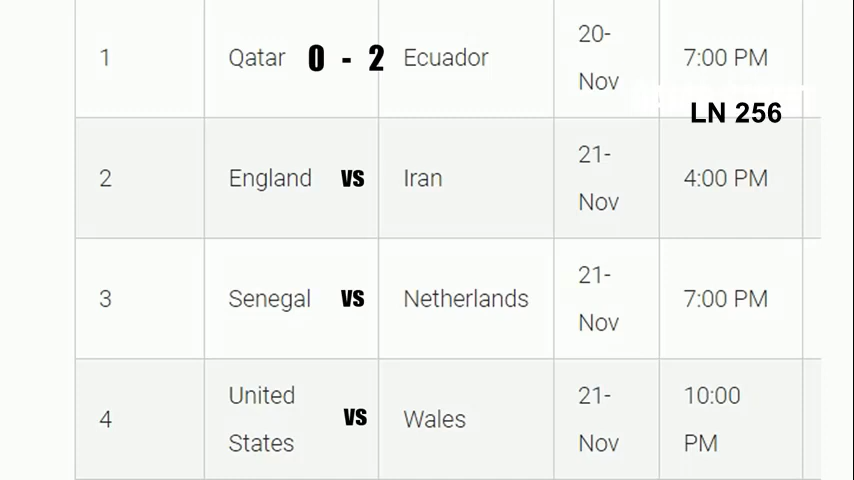 1 Qatar 0 - 2 Ecuador 20-Nov 7:00 PM
LN 256
2 England VS Iran 21-Nov 4:00 PM
3 Senegal VS Netherlands 21-Nov 7:00 PM
4 United States VS Wales 21-Nov 10:00 PM